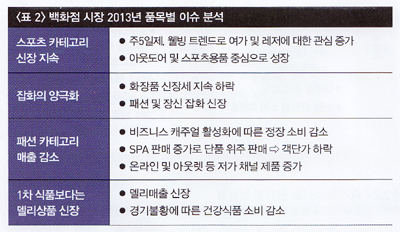 <표 2> 백화점 시장 2013년 품목별 이슈 분석
스포츠 카테고리
신장 지속
● 주5일제, 웰빙 트렌드로 여가 및 레저에 대한 관심 증가
● 아웃도어 및 스포츠용품 중심으로 성장
잡화의 양극화
● 화장품 신장세 지속 하락
● 패션 및 장신 잡화 신장
패션 카테고리
매출 감소
● 비즈니스 캐주얼 활성화에 따른 정장 소비 감소
● SPA 판매 증가로 단품 위주 판매 ⇨ 객단가 하락
● 온라인 및 아웃렛 등 저가 채널 제품 증가
1차 식품보다는
델리상품 신장
● 델리매출 신장
● 경기불황에 따른 건강식품 소비 감소